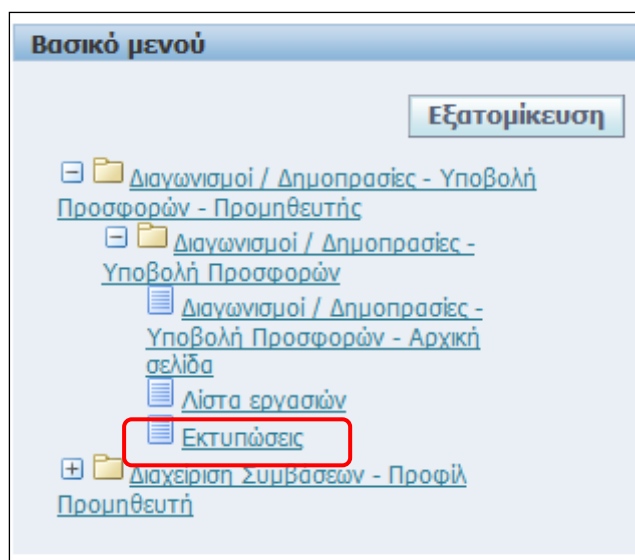 Βασικό μενού
Εξατομίκευση
Διαγωνισμοί / Δημοπρασίες - Υποβολή
Προσφορών - Προμηθευτής
Διαγωνισμοί / Δημοπρασίες -
Υποβολή Προσφορών
Διαγωνισμοί / Δημοπρασίες -
Υποβολή Προσφορών - Αρχική
σελίδα
Λίστα εργασιών
Εκτυπώσεις
Διαχείριση Συμβάσεων - Προφίλ
Προμηθευτή